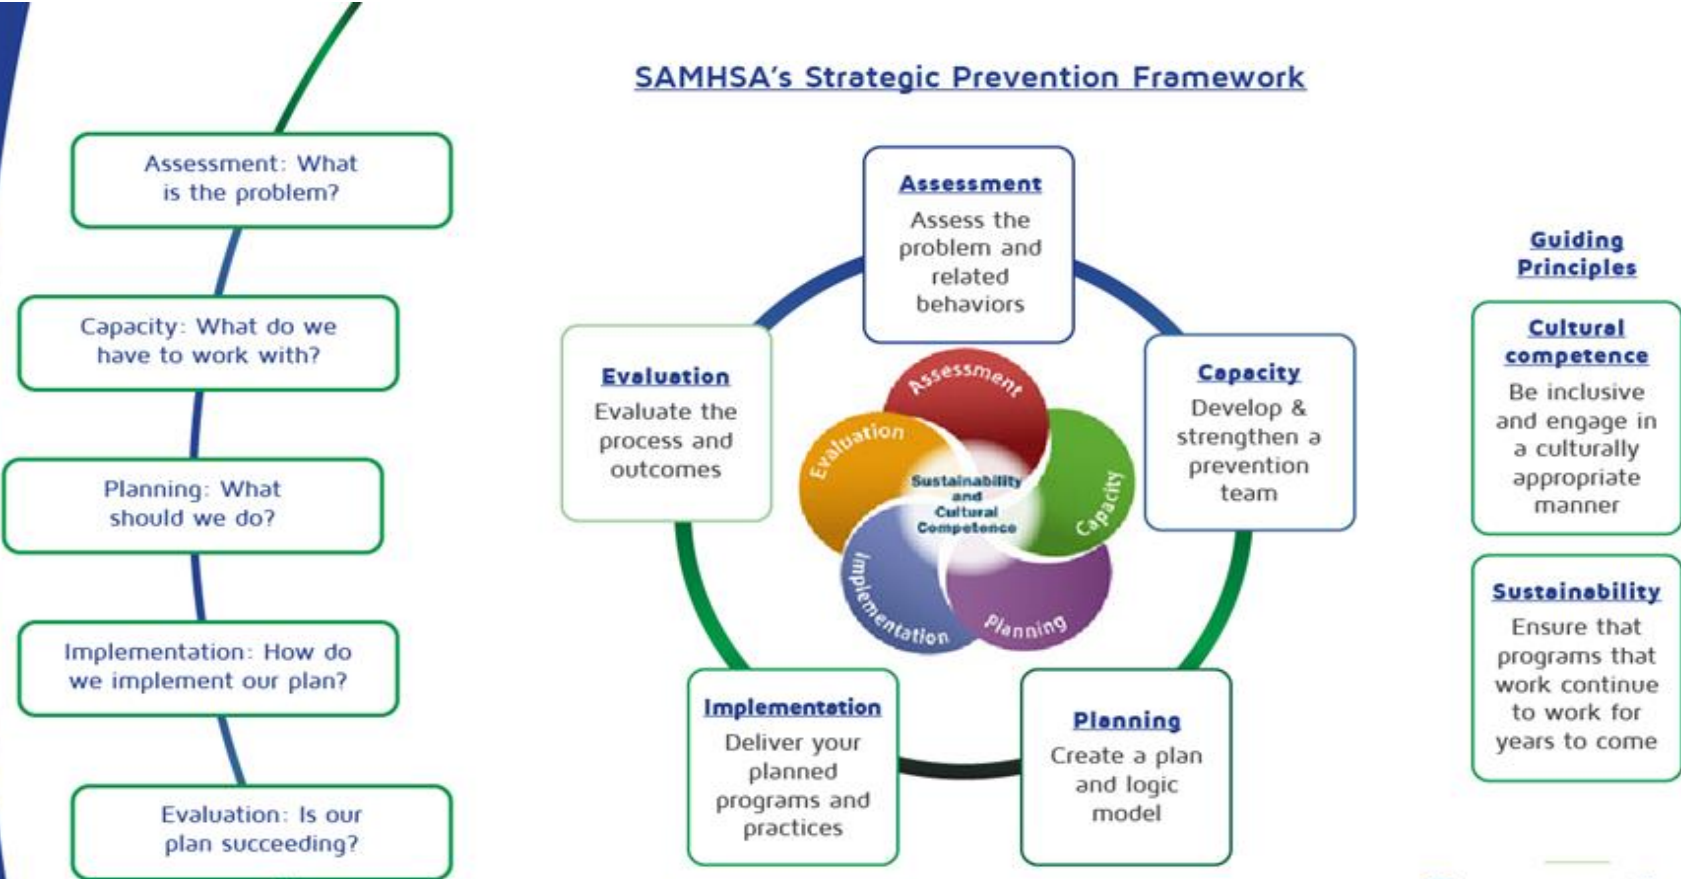 Assessment: What
is the problem?
Capacity: What do we
have to work with?
Planning: What
should we do?
Implementation: How do
we implement our plan?
Evaluation: Is our
plan succeeding?
SAMHSA's Strategic Prevention Framework
Assessment
Assess the
problem and
related
behaviors
Capacity
Develop &
strengthen a
prevention
team
Planning
Create a plan
and logic
model
Implementation
Deliver your
planned
programs and
practices
Evaluation
Evaluate the
process and
outcomes
Assessment
Capacity
Planning
Implementation
Evaluation
Sustainability
and
Cultural
Competence
Guiding
Principles
Cultural
competence
Be inclusive
and engage in
a culturally
appropriate
manner
Sustainability
Ensure that
programs that
work continue
to work for
years to come